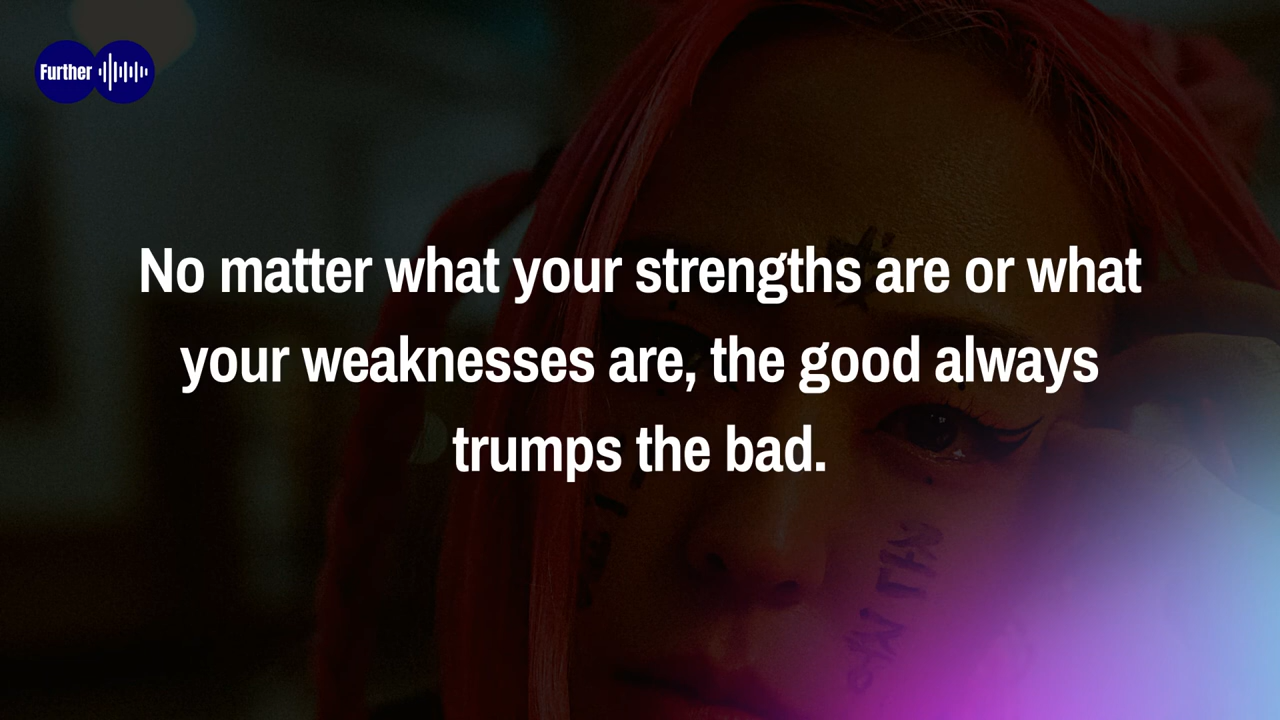 Further
No matter what your strengths are or what
your weaknesses are, the good always
trumps the bad.